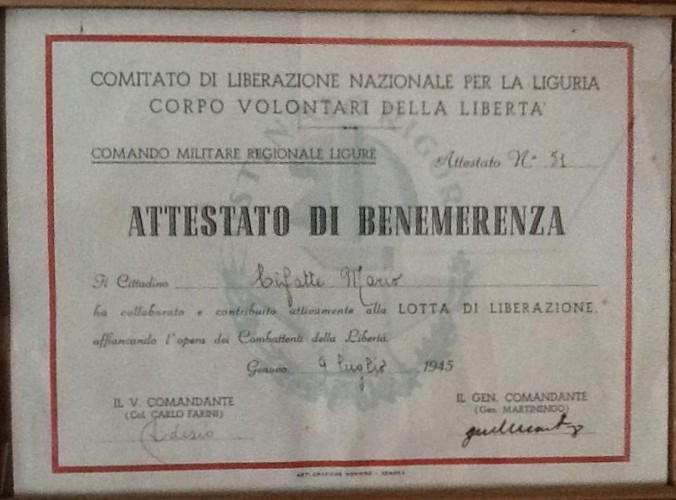 COMITATO DI LIBERAZIONE NAZIONALE PER LA LIGURIA
CORPO VOLONTARI DELLA LIBERTA'
COMANDO MILITARE REGIONALE LIGURE
Attestato N° 51
ATTESTATO DI BENEMERENZA
Il Cittadino Cifatte Mario
ha collaborato e contribuito attivamente alla LOTTA DI LIBERAZIONE,
affiancando l'opera dei Combattenti della Libertà.
Genova 9 luglio 1945
IL V. COMANDANTE
(Col. CARLO FARINI)
IL GEN. COMANDANTE
(Gen. MARTINENGO)